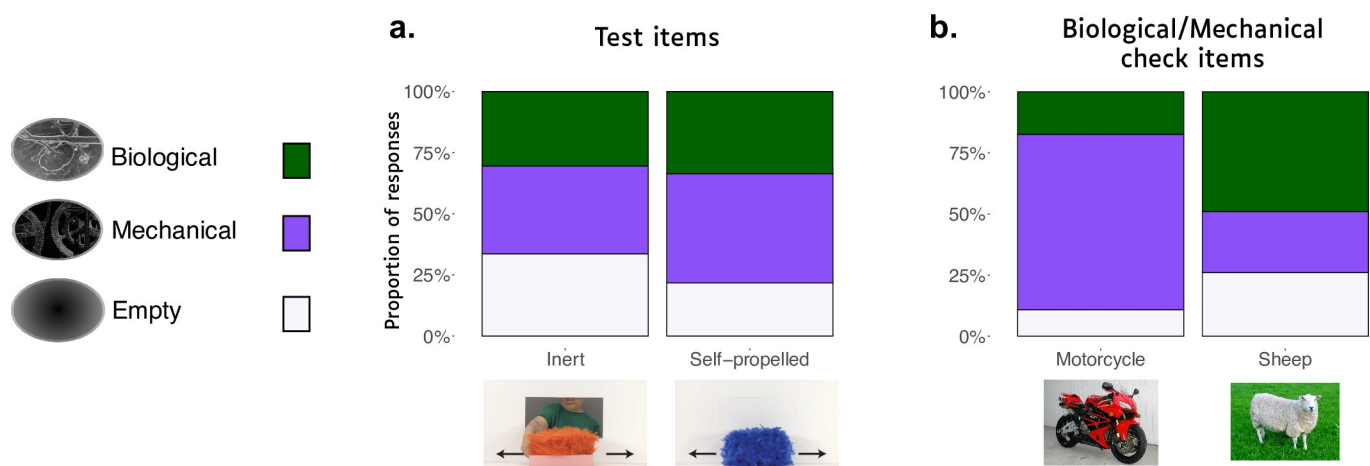 Biological
Mechanical
Empty
a.
Test items
Proportion of responses
100%
75%
50%
25%
0%
Inert
Self−propelled
b.
Biological/Mechanical
check items
100%
75%
50%
25%
0%
Motorcycle
Sheep